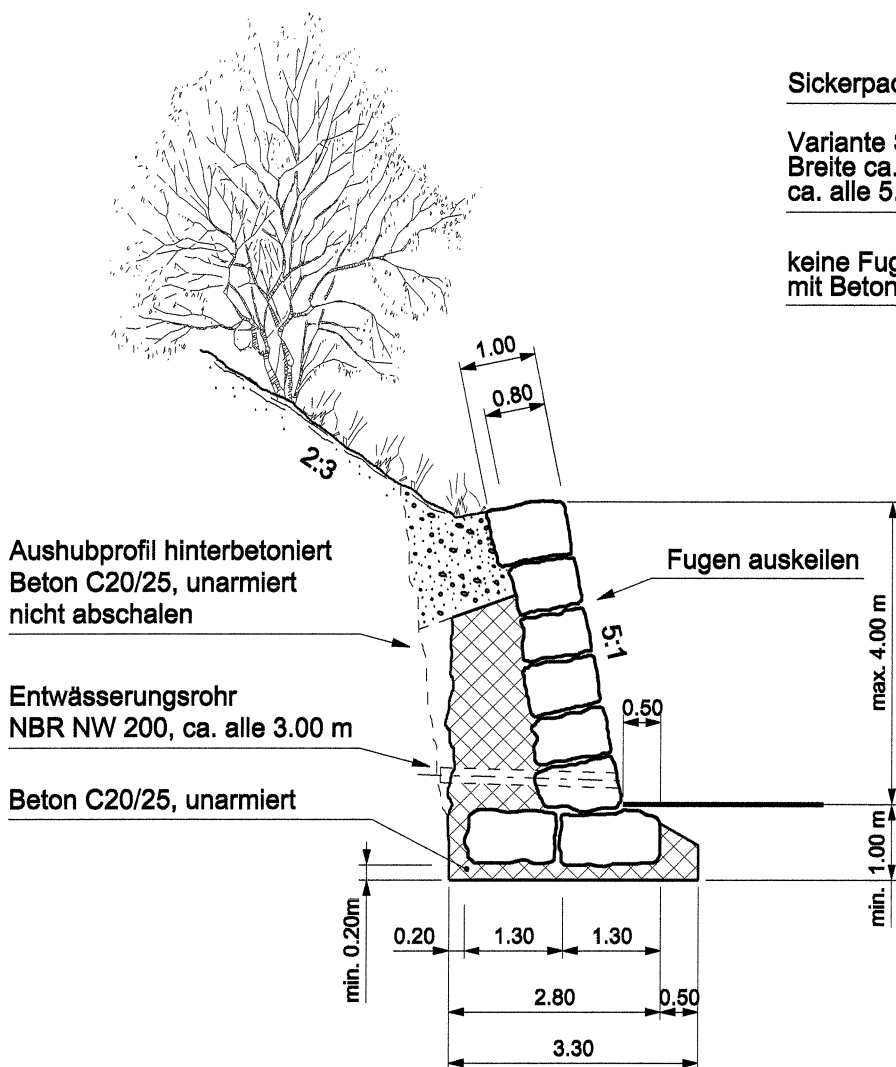 Sickerpac
Variante
Breite ca.
ca. alle 5.
keine Fug
mit Beton
1.00
0.80
2:3
Aushubprofil hinterbetoniert
Beton C20/25, unarmiert
nicht abschalen
Fugen auskeilen
5:1
max. 4.00 m
Entwässerungsrohr
NBR NW 200, ca. alle 3.00 m
0.50
Beton C20/25, unarmiert
min. 1.00 m
min. 0.20m
0.20
1.30
1.30
2.80
0.50
3.30